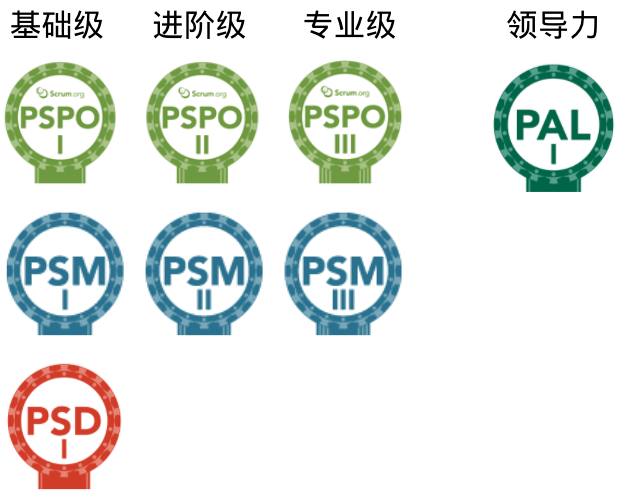 基础级 进阶级 专业级 领导力
Scrum.org Scrum.org Scrum.org
PSPO PSPO PSPO PAL
I II III I
PSM PSM PSM
I II III
PSD
I